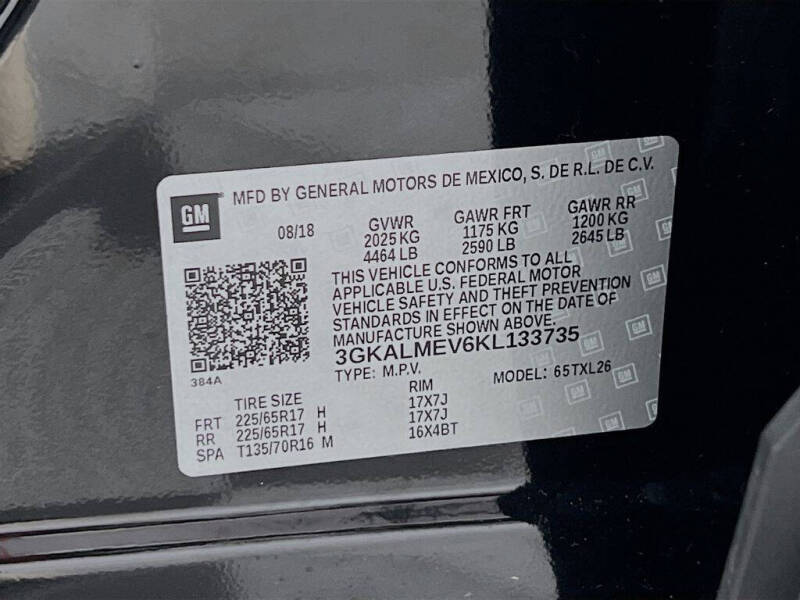 GM
MFD BY GENERAL MOTORS DE MEXICO, S. DE R.L. DE C.V.
08/18 GVWR GAWR FRT GAWR RR
2025 KG 1175 KG 1200 KG
4464 LB 2590 LB 2645 LB
THIS VEHICLE CONFORMS TO ALL
APPLICABLE U.S. FEDERAL MOTOR
VEHICLE SAFETY AND THEFT PREVENTION
STANDARDS IN EFFECT ON THE DATE OF
MANUFACTURE SHOWN ABOVE.
3GKALMEV6KL133735
384A
TYPE: M.P.V. MODEL: 65TXL26
TIRE SIZE RIM
FRT 225/65R17 H 17X7J
RR 225/65R17 H 17X7J
SPA T135/70R16 M 16X4BT